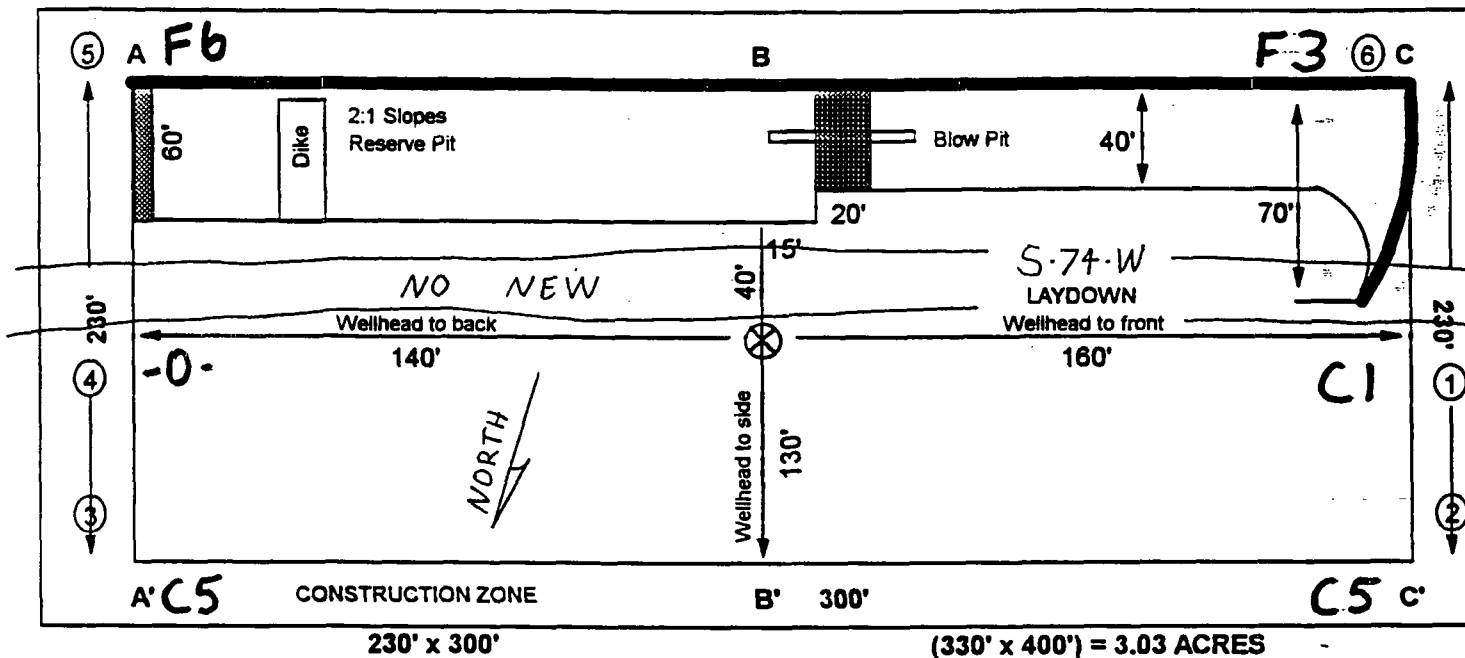 ⑤ A F6 B F3 ⑥ C
60' Dike 2:1 Slopes
Reserve Pit
Blow Pit 40'
70'
20'
15'
40'
NO NEW S.74.W
LAYDOWN
Wellhead to back Wellhead to front
230' 140' 160' 230'
④ -0- C1 ①
NORTH Wellhead to side 130'
③ ②
A' C5 CONSTRUCTION ZONE B' 300' C5 C'
230' x 300' (330' x 400') = 3.03 ACRES